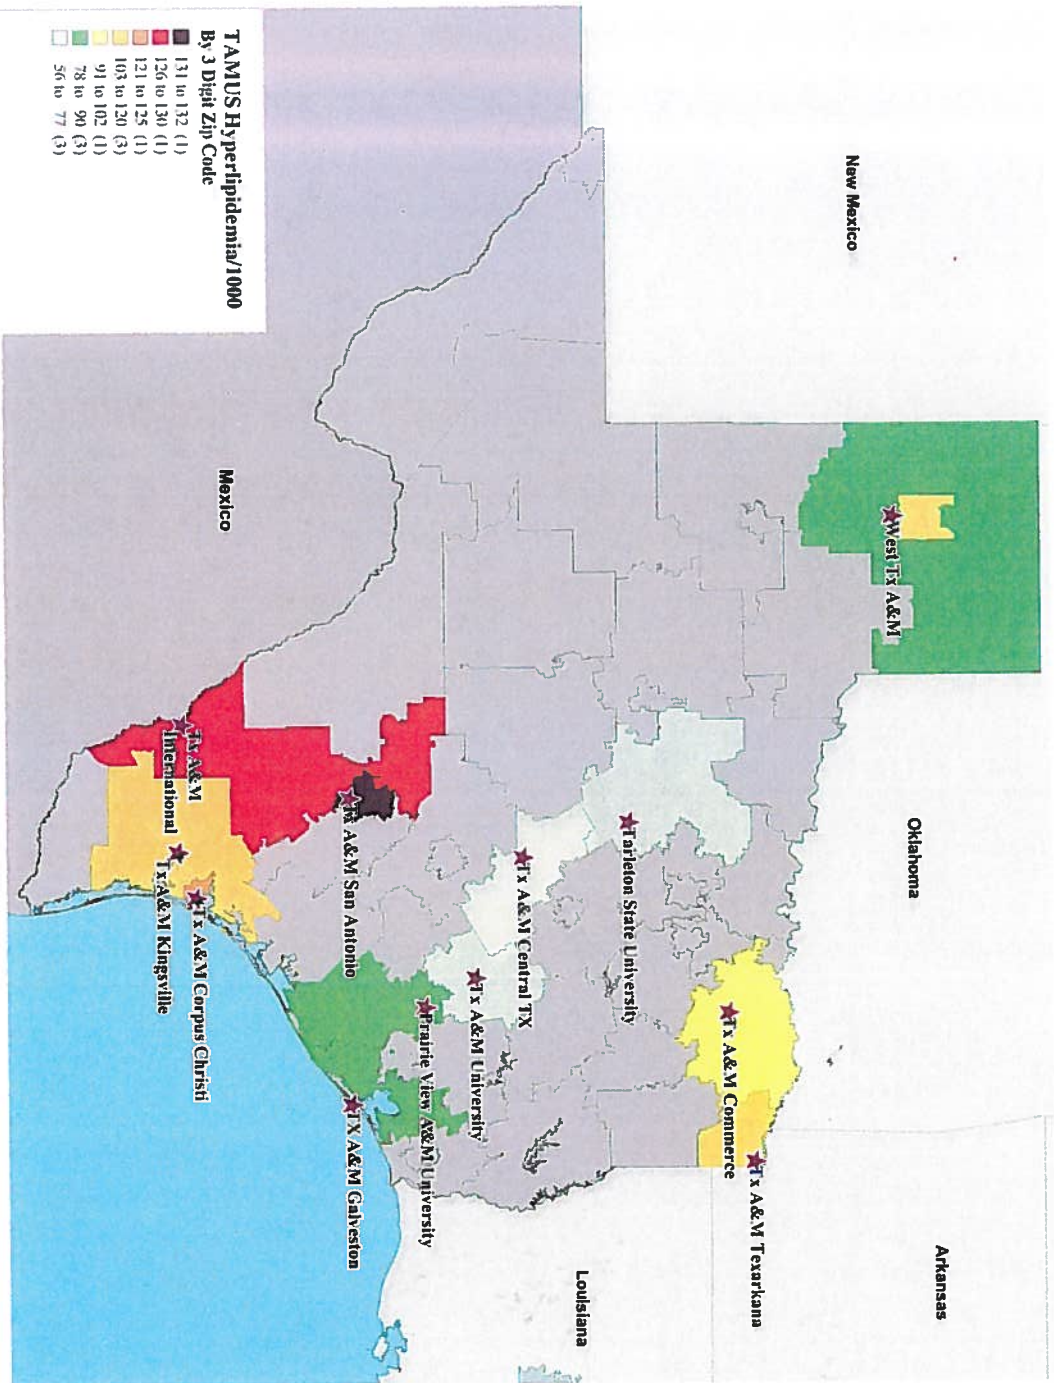 New Mexico
Oklahoma
Arkansas
West Tx A&M
Tx A&M Texarkana
Tx A&M Commerce
Tarleton State University
Louisiana
Tx A&M Central TX
Tx A&M University
Prairie View A&M University
Tx A&M San Antonio
TX A&M Galveston
Mexico
Tx A&M
International
Tx A&M Corpus Christi
Tx A&M Kingsville
TAMUS Hyperlipidemia/1000
By 3 Digit Zip Code
131 to 132 (1)
126 to 130 (1)
121 to 125 (1)
103 to 120 (3)
91 to 102 (1)
78 to 90 (3)
56 to 77 (3)